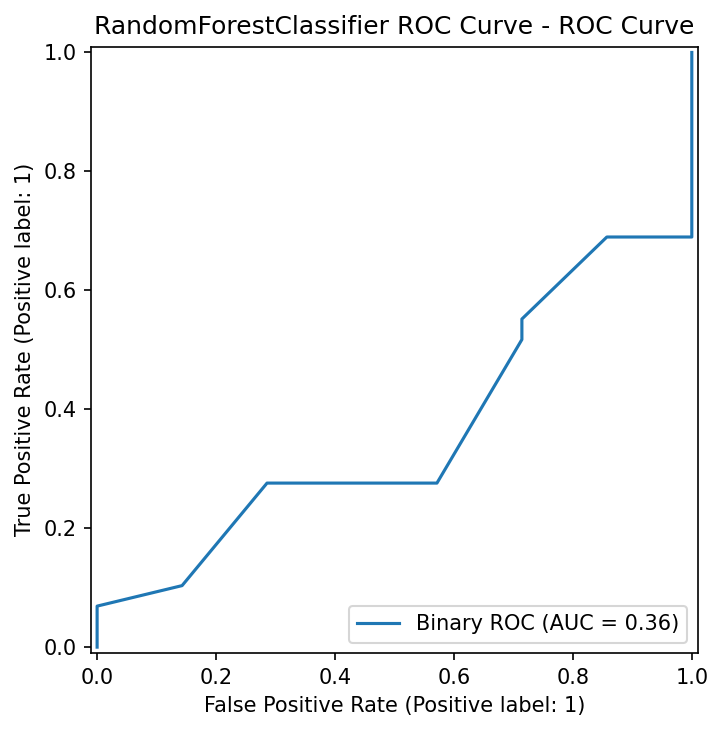 RandomForestClassifier ROC Curve - ROC Curve
True Positive Rate (Positive label: 1)
1.0
0.8
0.6
0.4
0.2
0.0
Binary ROC (AUC = 0.36)
0.0 0.2 0.4 0.6 0.8 1.0
False Positive Rate (Positive label: 1)